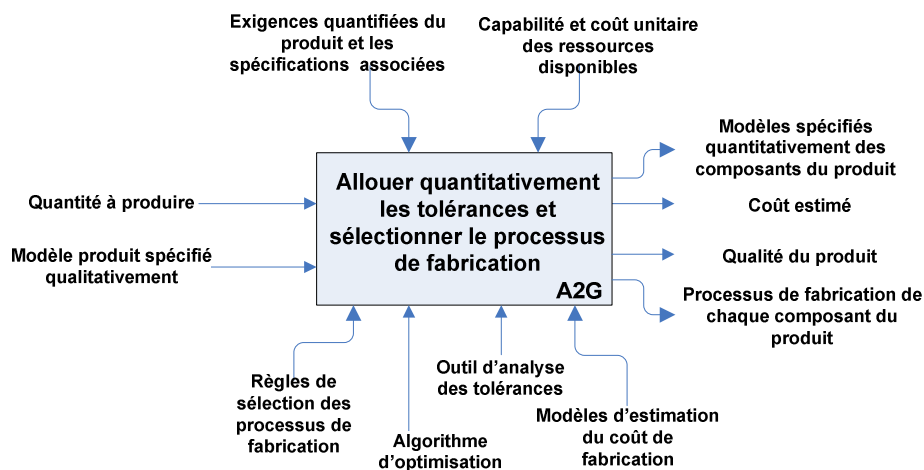 Exigences quantifiées du
produit et les
spécifications associées
Capabilité et coût unitaire
des ressources
disponibles
Quantité à produire
Modèle produit spécifié
qualitativement
Allouer quantitativement
les tolérances et
sélectionner le processus
de fabrication
A2G
Modèles spécifiés
quantitativement des
composants du produit
Coût estimé
Qualité du produit
Processus de fabrication de
chaque composant du
produit
Règles de
sélection des
processus de
fabrication
Algorithme
d’optimisation
Outil d’analyse
des tolérances
Modèles d’estimation
du coût de
fabrication